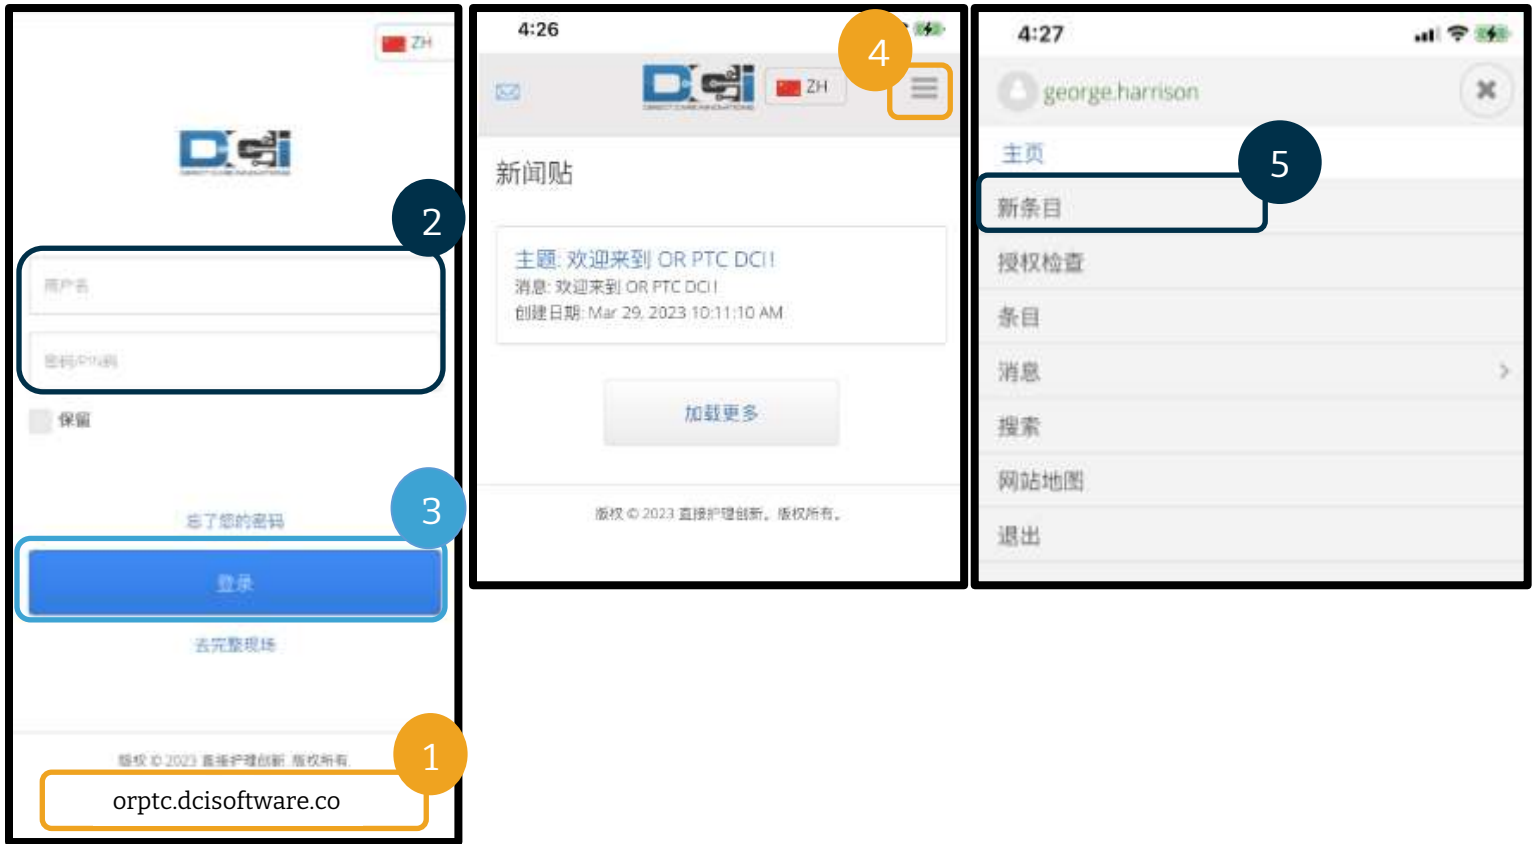 ZH
DCI
2
用户名
密码/PIN码
保留
3
忘了您的密码
登录
去完整现场
版权 © 2023 直接护理创新. 版权所有.
1
orptc.dcisoftware.co
4:26
4
DCI
DIRECT CARE INNOVATIONS
ZH
新闻贴
主题: 欢迎来到 OR PTC DCI!
消息: 欢迎来到 OR PTC DCI!
创建日期: Mar 29, 2023 10:11:10 AM
加载更多
版权 © 2023 直接护理创新。版权所有。
4:27
george.harrison
主页
5
新条目
授权检查
条目
消息
搜索
网站地图
退出